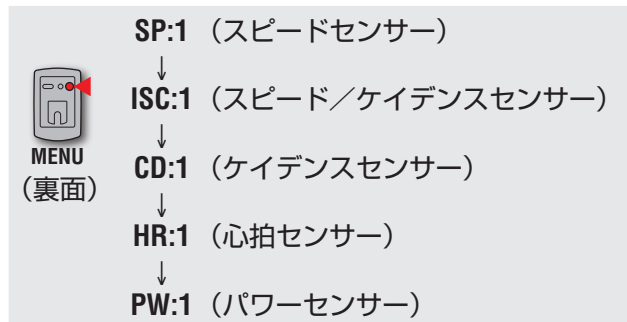 SP:1（スピードセンサー）
↓
ISC:1（スピード／ケイデンスセンサー）
↓
CD:1（ケイデンスセンサー）
↓
HR:1（心拍センサー）
↓
PW:1（パワーセンサー）
MENU
（裏面）